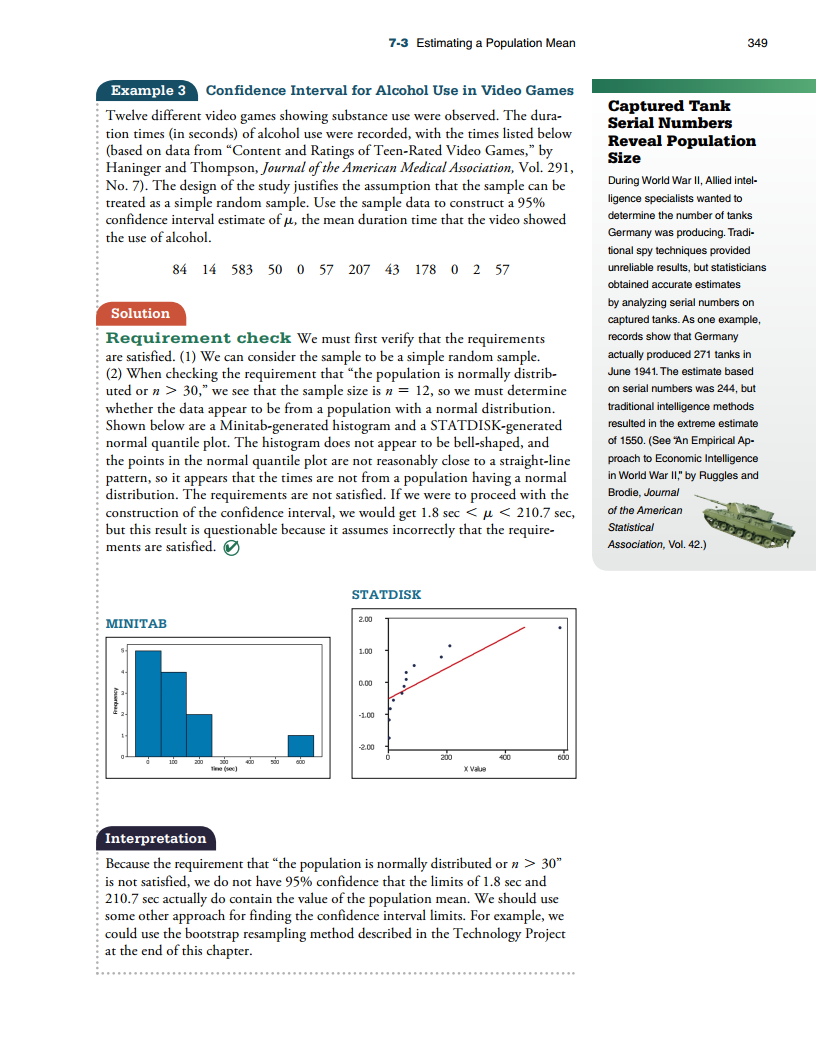 7-3 Estimating a Population Mean
349
Example 3 Confidence Interval for Alcohol Use in Video Games
Twelve different video games showing substance use were observed. The dura-
tion times (in seconds) of alcohol use were recorded, with the times listed below
(based on data from “Content and Ratings of Teen-Rated Video Games,” by
Haninger and Thompson, Journal of the American Medical Association, Vol. 291,
No. 7). The design of the study justifies the assumption that the sample can be
treated as a simple random sample. Use the sample data to construct a 95%
confidence interval estimate of μ, the mean duration time that the video showed
the use of alcohol.
84 14 583 50 0 57 207 43 178 0 2 57
Solution
Requirement check We must first verify that the requirements
are satisfied. (1) We can consider the sample to be a simple random sample.
(2) When checking the requirement that “the population is normally distrib-
uted or n > 30,” we see that the sample size is n = 12, so we must determine
whether the data appear to be from a population with a normal distribution.
Shown below are a Minitab-generated histogram and a STATDISK-generated
normal quantile plot. The histogram does not appear to be bell-shaped, and
the points in the normal quantile plot are not reasonably close to a straight-line
pattern, so it appears that the times are not from a population having a normal
distribution. The requirements are not satisfied. If we were to proceed with the
construction of the confidence interval, we would get 1.8 sec < μ < 210.7 sec,
but this result is questionable because it assumes incorrectly that the require-
ments are satisfied.
MINITAB
5
4
3
2
1
0
Frequency
0 100 200 300 400 500 600
Time (sec)
STATDISK
2.00
1.00
0.00
-1.00
-2.00
0 200 400 600
X Value
Interpretation
Because the requirement that “the population is normally distributed or n > 30”
is not satisfied, we do not have 95% confidence that the limits of 1.8 sec and
210.7 sec actually do contain the value of the population mean. We should use
some other approach for finding the confidence interval limits. For example, we
could use the bootstrap resampling method described in the Technology Project
at the end of this chapter.
Captured Tank
Serial Numbers
Reveal Population
Size
During World War II, Allied intel-
ligence specialists wanted to
determine the number of tanks
Germany was producing. Tradi-
tional spy techniques provided
unreliable results, but statisticians
obtained accurate estimates
by analyzing serial numbers on
captured tanks. As one example,
records show that Germany
actually produced 271 tanks in
June 1941. The estimate based
on serial numbers was 244, but
traditional intelligence methods
resulted in the extreme estimate
of 1550. (See “An Empirical Ap-
proach to Economic Intelligence
in World War II,” by Ruggles and
Brodie, Journal
of the American
Statistical
Association, Vol. 42.)